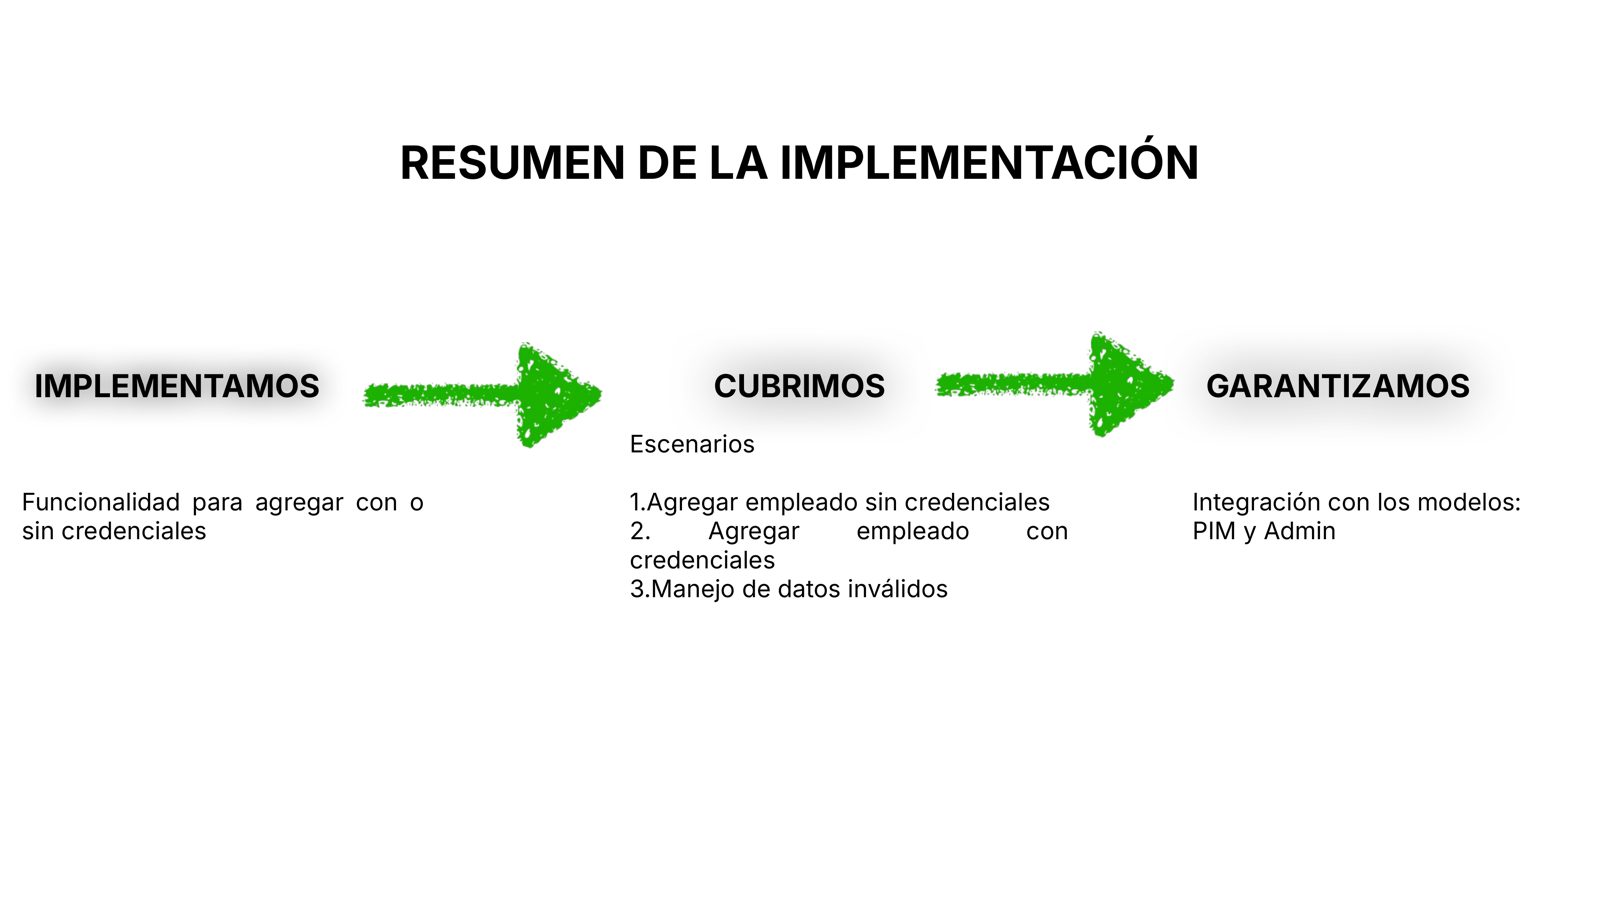 RESUMEN DE LA IMPLEMENTACIÓN
IMPLEMENTAMOS
Funcionalidad para agregar con o
sin credenciales
CUBRIMOS
Escenarios
1.Agregar empleado sin credenciales
2. Agregar empleado con
credenciales
3.Manejo de datos inválidos
GARANTIZAMOS
Integración con los modelos:
PIM y Admin